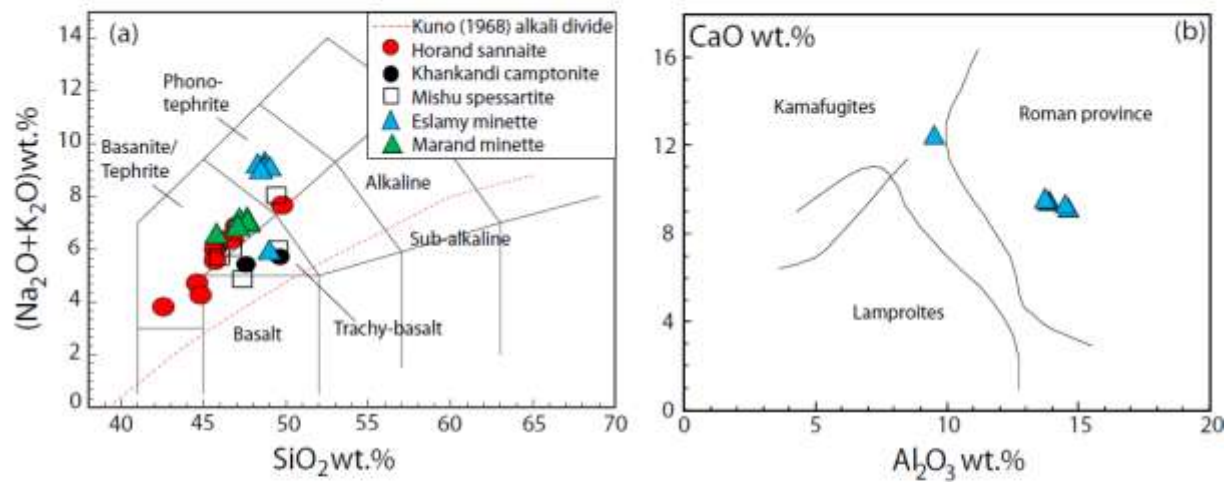 (a)
Kuno (1968) alkali divide
Horand sannaite
Khankandi camptonite
Mishu spessartite
Eslamy minette
Marand minette
Phono-
tephrite
Basanite/
Tephrite
Alkaline
Sub-alkaline
Basalt
Trachy-basalt
14
12
10
8
6
4
2
0
40
45
50
55
60
65
70
(Na₂O+K₂O)wt.%
SiO₂wt.%
CaO wt.%
(b)
Kamafugites
Roman province
Lamproites
16
12
8
4
0
0
5
10
15
20
Al₂O₃ wt.%